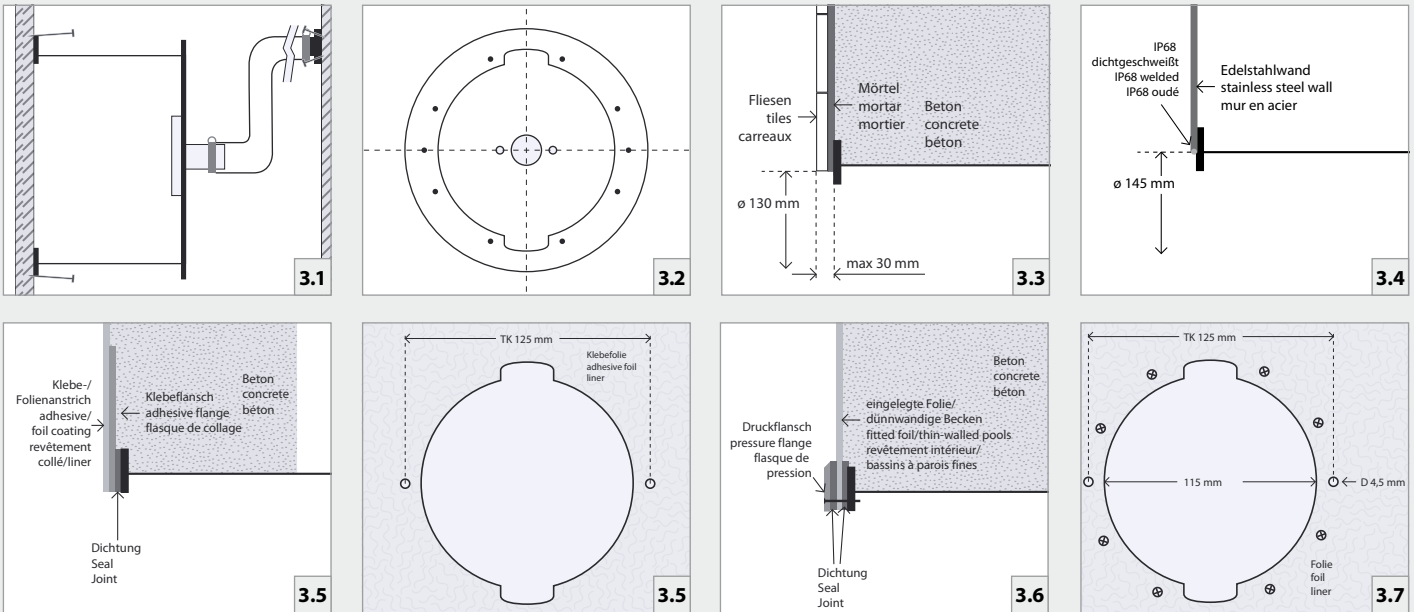 3.1
3.2
Fliesen
tiles
carreaux
Mörtel
mortar
mortier
Beton
concrete
béton
ø 130 mm
max 30 mm
3.3
IP68
dichtgeschweißt
IP68 welded
IP68 oudé
Edelstahlwand
stainless steel wall
mur en acier
ø 145 mm
3.4
Klebe-/
Folienanstrich
adhesive/
foil coating
revêtement
collé/liner
Klebeflansch
adhesive flange
flasque de collage
Beton
concrete
béton
Dichtung
Seal
Joint
3.5
TK 125 mm
Klebefolie
adhesive foil
liner
3.5
Druckflansch
pressure flange
flasque de
pression
eingelegte Folie/
dünnwandige Becken
fitted foil/thin-walled pools
revêtement intérieur/
bassins à parois fines
Beton
concrete
béton
Dichtung
Seal
Joint
3.6
TK 125 mm
115 mm
D 4,5 mm
Folie
foil
liner
3.7